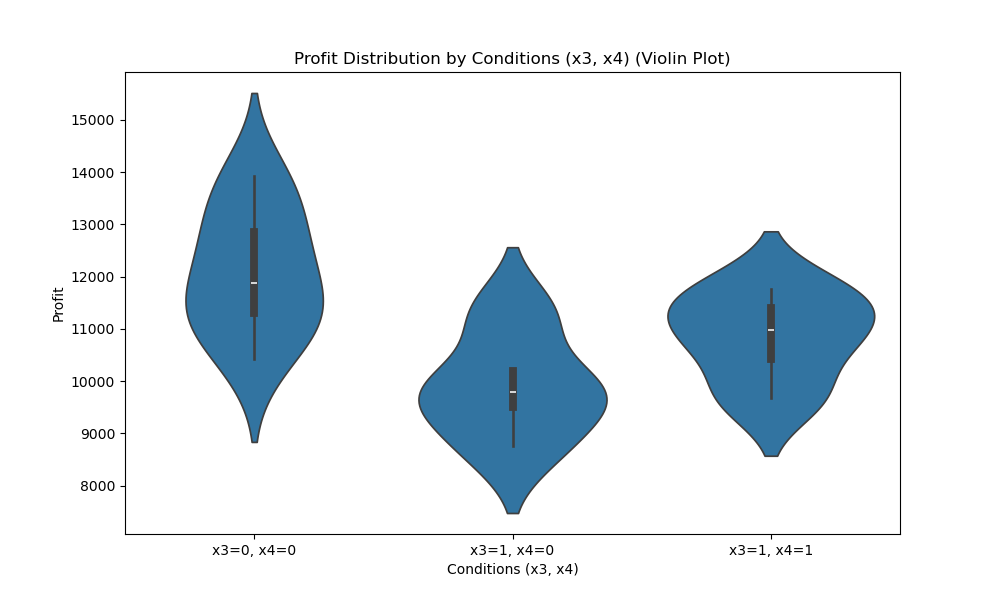 Profit Distribution by Conditions (x3, x4) (Violin Plot)
15000
14000
13000
12000
11000
10000
9000
8000
Profit
x3=0, x4=0
x3=1, x4=0
x3=1, x4=1
Conditions (x3, x4)